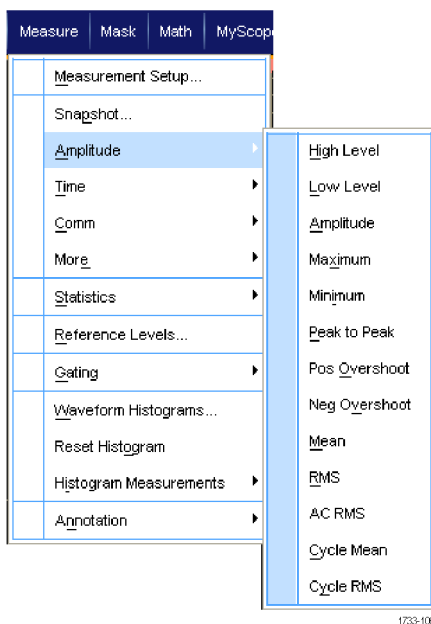 Measure Mask Math MyScop
Measurement Setup...
Snapshot...
Amplitude
Time
Comm
More
Statistics
Reference Levels...
Gating
Waveform Histograms...
Reset Histogram
Histogram Measurements
Annotation
High Level
Low Level
Amplitude
Maximum
Minimum
Peak to Peak
Pos Overshoot
Neg Overshoot
Mean
RMS
AC RMS
Cycle Mean
Cycle RMS